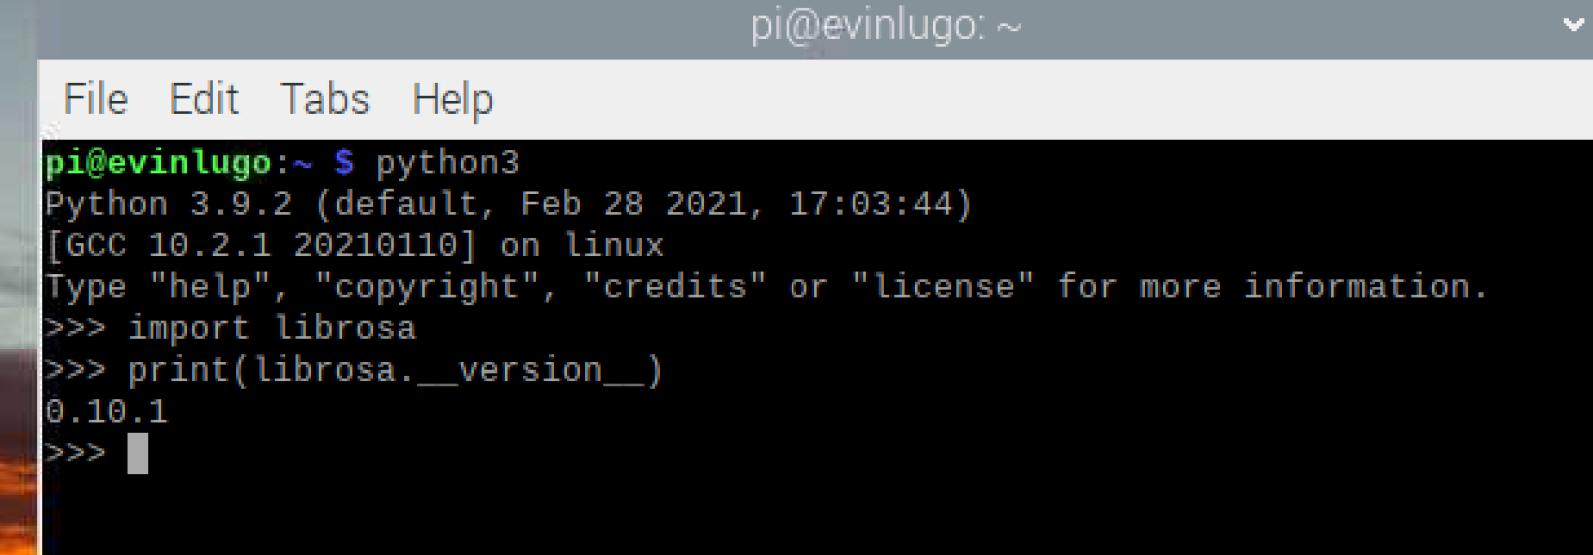 pi@evinlugo: ~
File Edit Tabs Help
pi@evinlugo:~ $ python3
Python 3.9.2 (default, Feb 28 2021, 17:03:44)
[GCC 10.2.1 20210110] on linux
Type "help", "copyright", "credits" or "license" for more information.
>>> import librosa
>>> print(librosa.__version__)
0.10.1
>>>